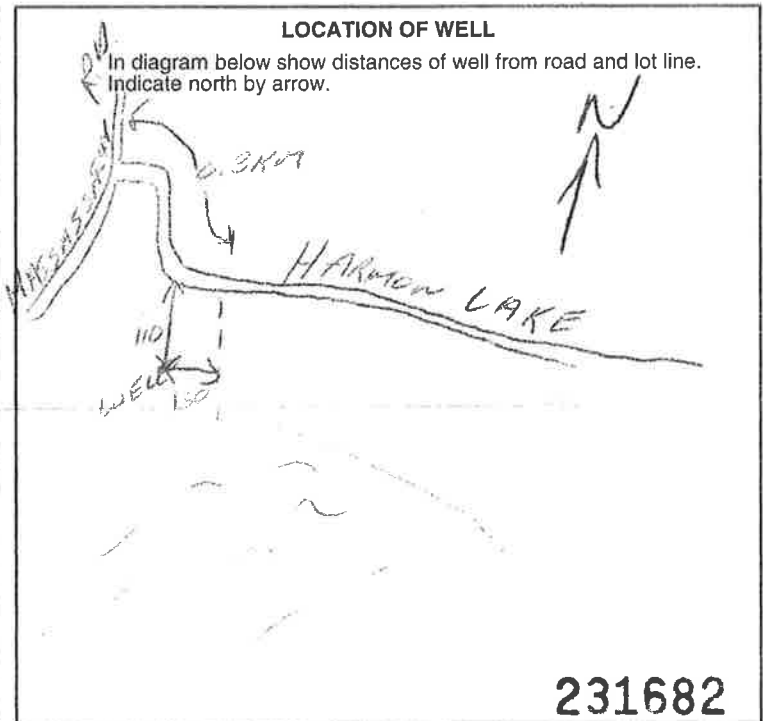 LOCATION OF WELL
In diagram below show distances of well from road and lot line.
Indicate north by arrow.
N
HARMON LAKE
110
WELL
231682